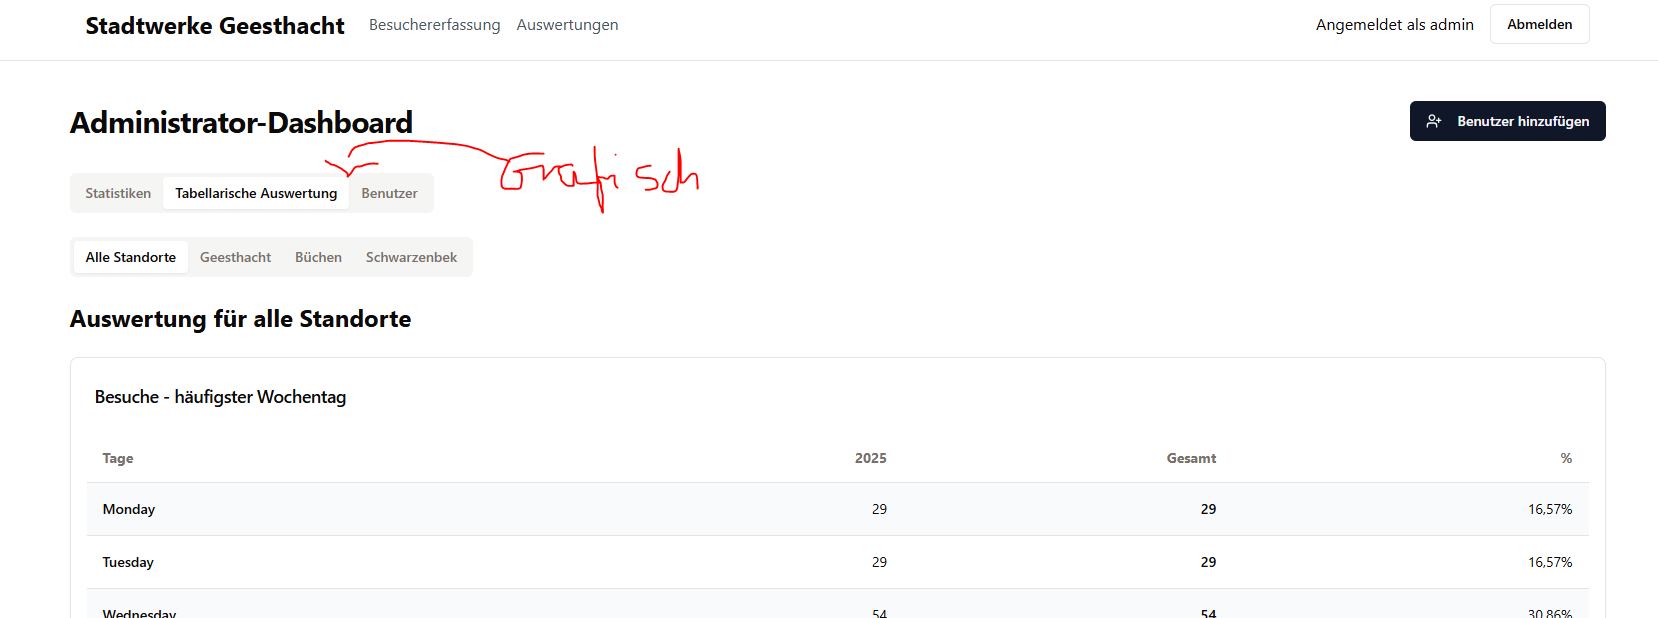 Stadtwerke Geesthacht Besuchererfassung Auswertungen Angemeldet als admin Abmelden
Administrator-Dashboard Benutzer hinzufügen
Grafisch
Statistiken Tabellarische Auswertung Benutzer
Alle Standorte Geesthacht Büchen Schwarzenbek
Auswertung für alle Standorte
Besuche - häufigster Wochentag
Tage 2025 Gesamt %
Monday 29 29 16,57%
Tuesday 29 29 16,57%
Wednesday 54 54 30,86%